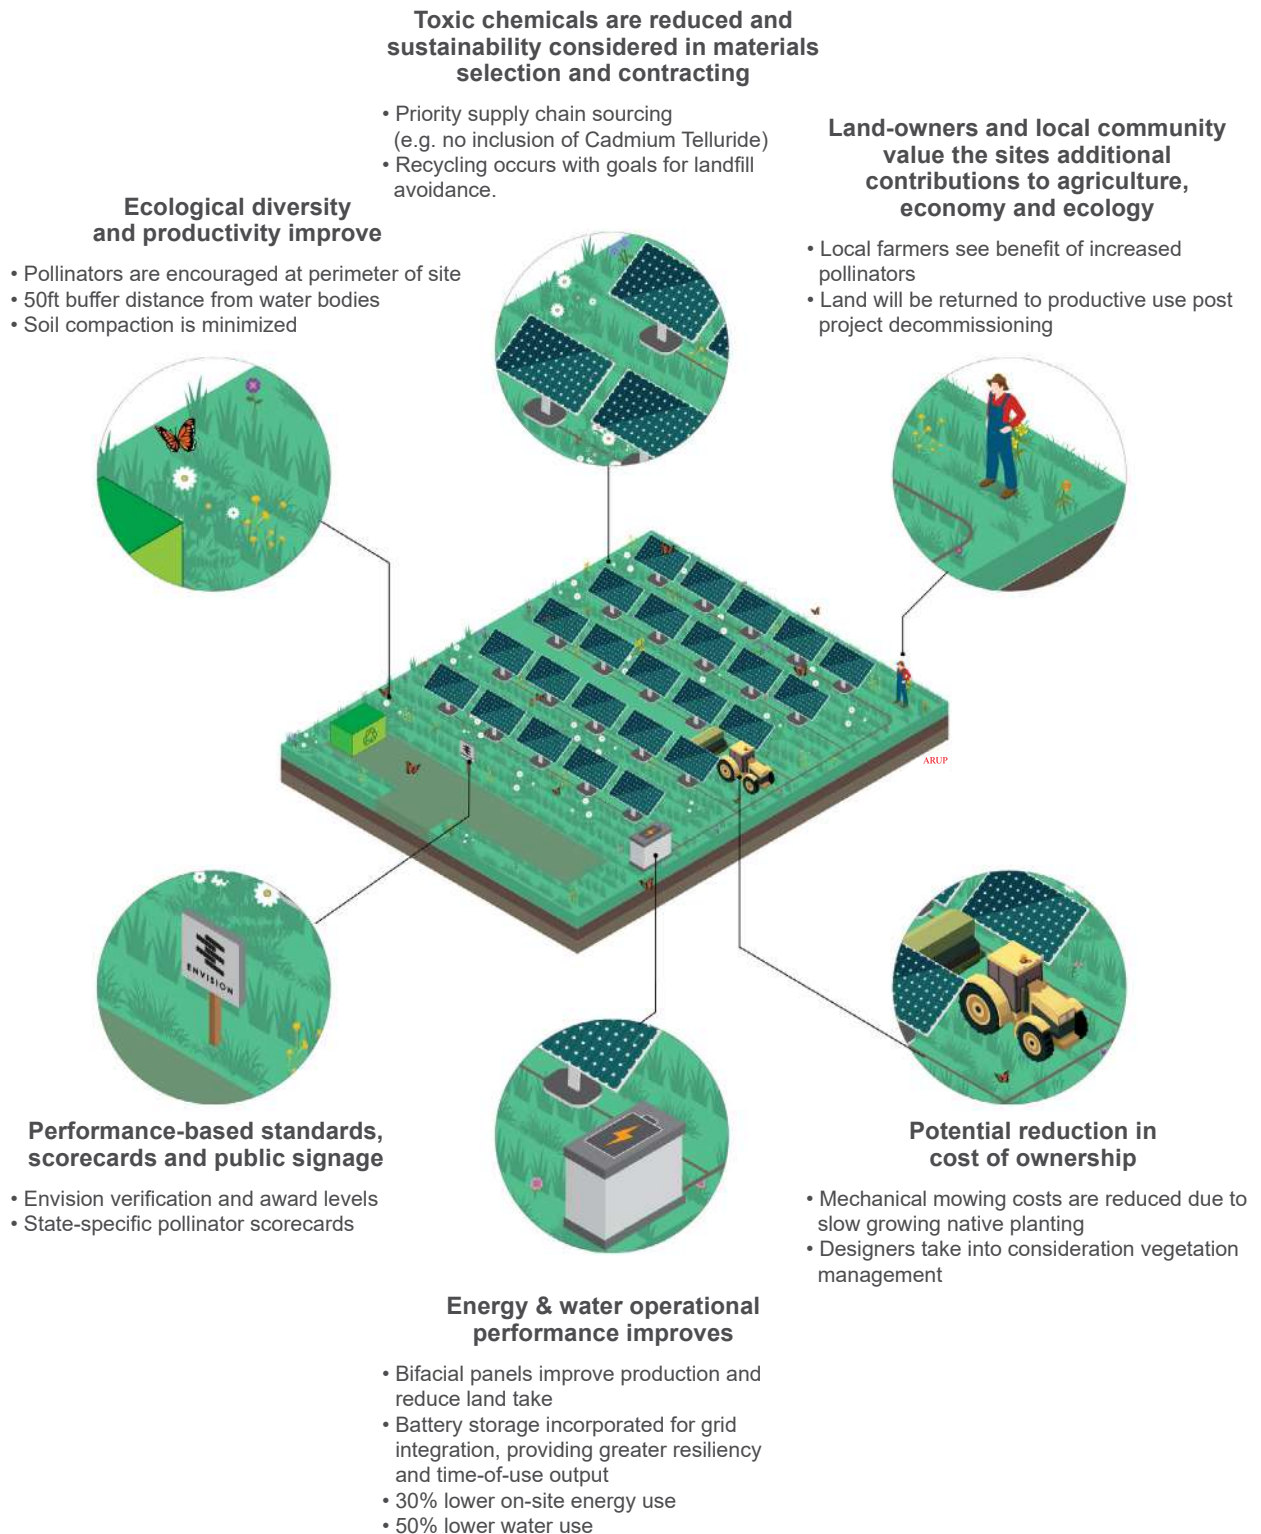 Toxic chemicals are reduced and
sustainability considered in materials
selection and contracting
• Priority supply chain sourcing
(e.g. no inclusion of Cadmium Telluride)
• Recycling occurs with goals for landfill
avoidance.
Land-owners and local community
value the sites additional
contributions to agriculture,
economy and ecology
• Local farmers see benefit of increased
pollinators
• Land will be returned to productive use post
project decommissioning
Ecological diversity
and productivity improve
• Pollinators are encouraged at perimeter of site
• 50ft buffer distance from water bodies
• Soil compaction is minimized
ARUP
ENVISION
Performance-based standards,
scorecards and public signage
• Envision verification and award levels
• State-specific pollinator scorecards
Potential reduction in
cost of ownership
• Mechanical mowing costs are reduced due to
slow growing native planting
• Designers take into consideration vegetation
management
Energy & water operational
performance improves
• Bifacial panels improve production and
reduce land take
• Battery storage incorporated for grid
integration, providing greater resiliency
and time-of-use output
• 30% lower on-site energy use
• 50% lower water use